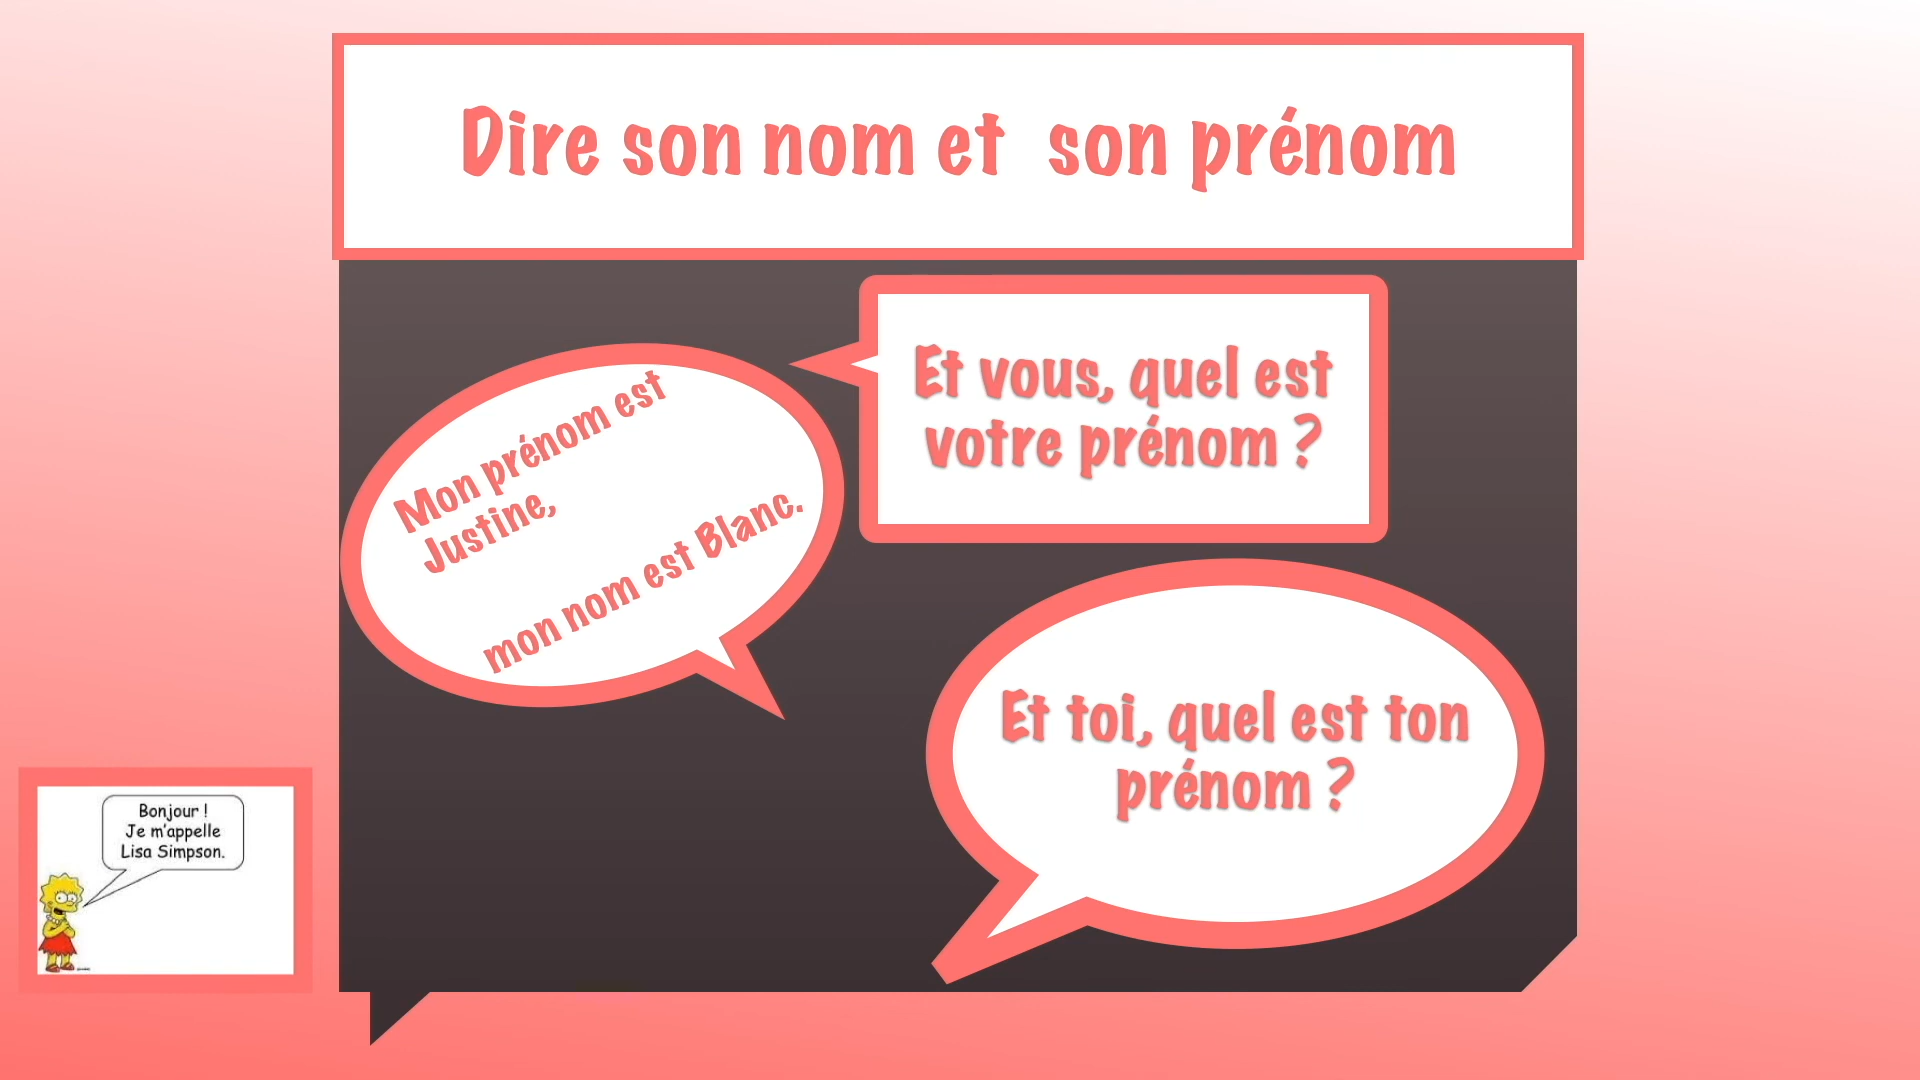 Dire son nom et son prénom
Mon prénom est
Justine,
mon nom est Blanc.
Et vous, quel est
votre prénom ?
Et toi, quel est ton
prénom ?
Bonjour !
Je m'appelle
Lisa Simpson.